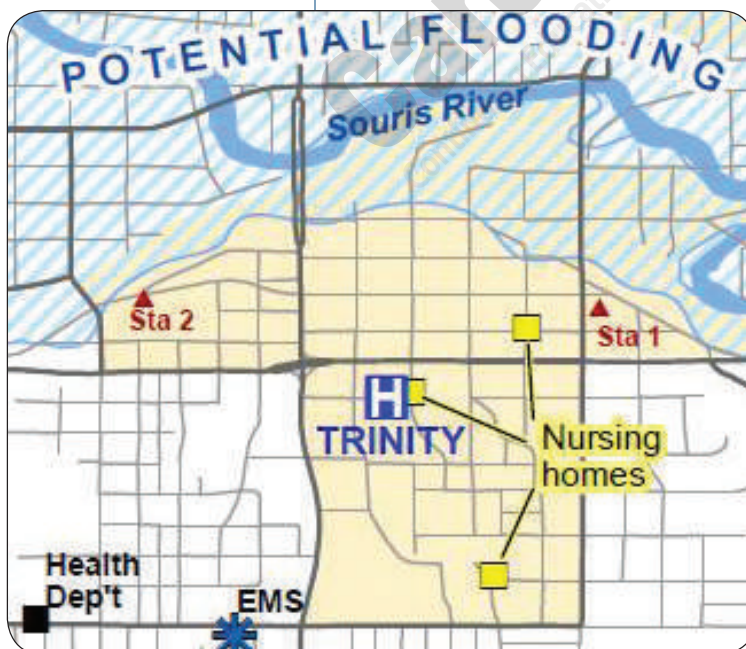 POTENTIAL FLOODING
Souris River
Sta 2
Sta 1
H
TRINITY
Nursing
homes
Health
Dep't
EMS